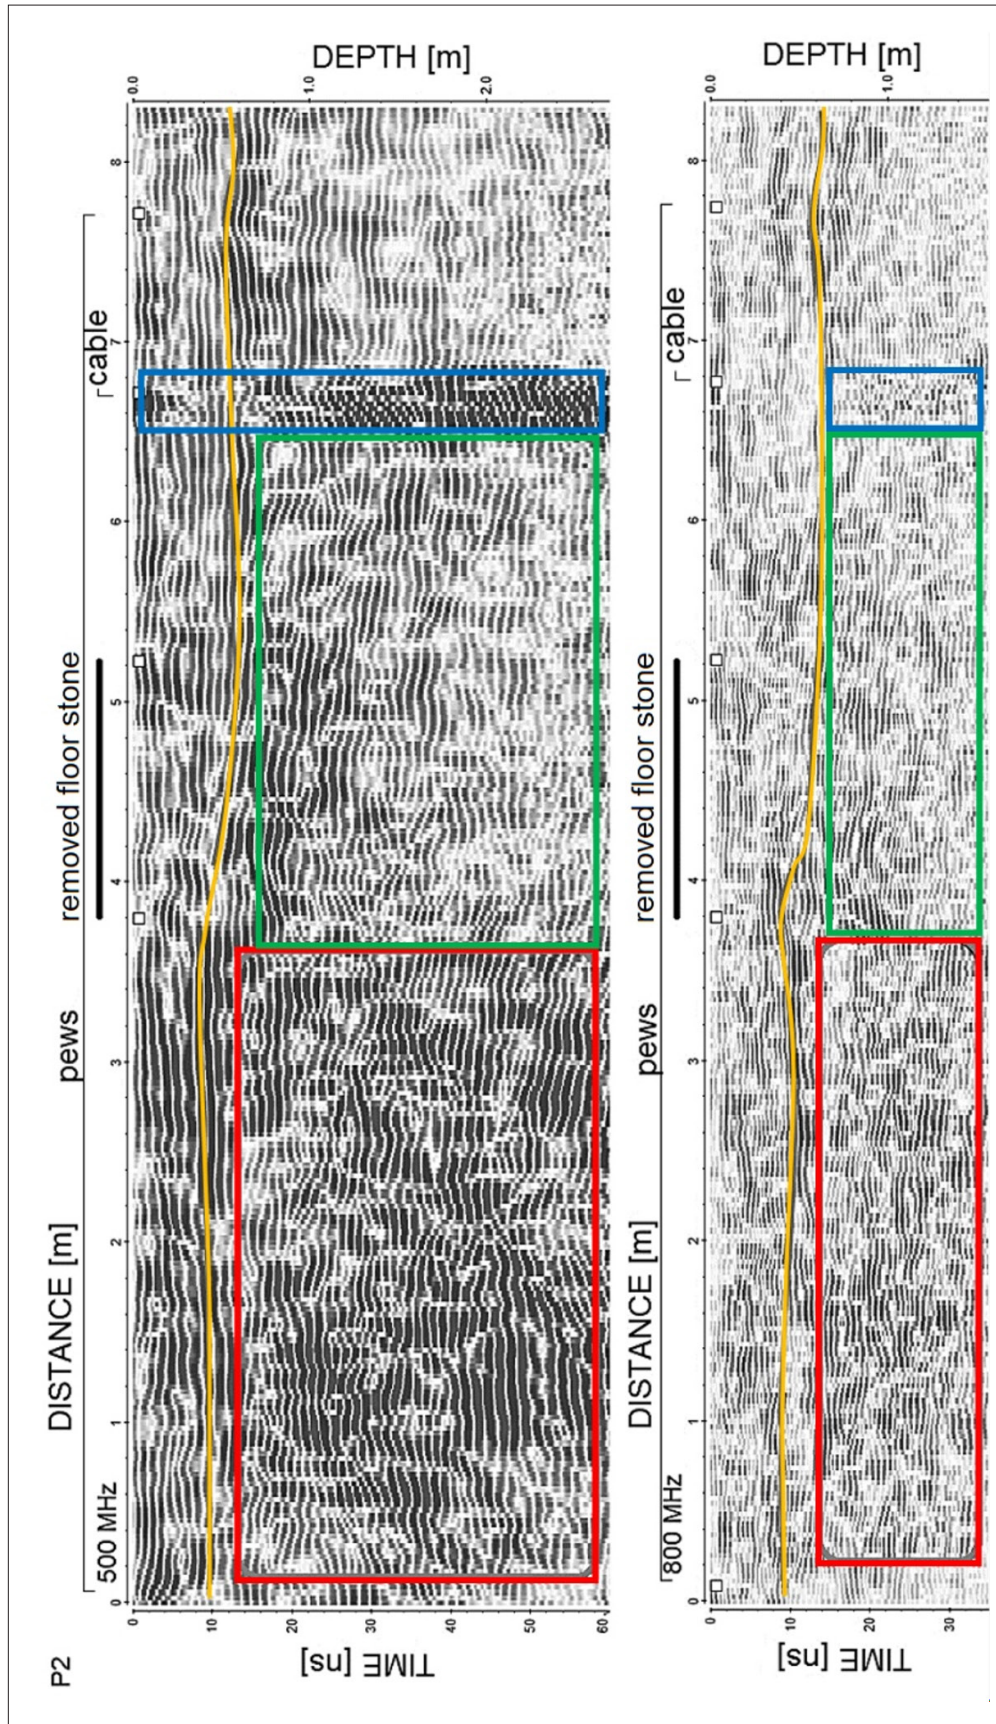 P2
DISTANCE [m]
pews
removed floor stone
cable
500 MHz
0 1 2 3 4 5 6 7 8
TIME [ns]
0 10 20 30 40 50 60
DEPTH [m]
0.0 1.0 2.0
DISTANCE [m]
pews
removed floor stone
cable
800 MHz
0 1 2 3 4 5 6 7 8
TIME [ns]
0 10 20 30
DEPTH [m]
0.0 1.0